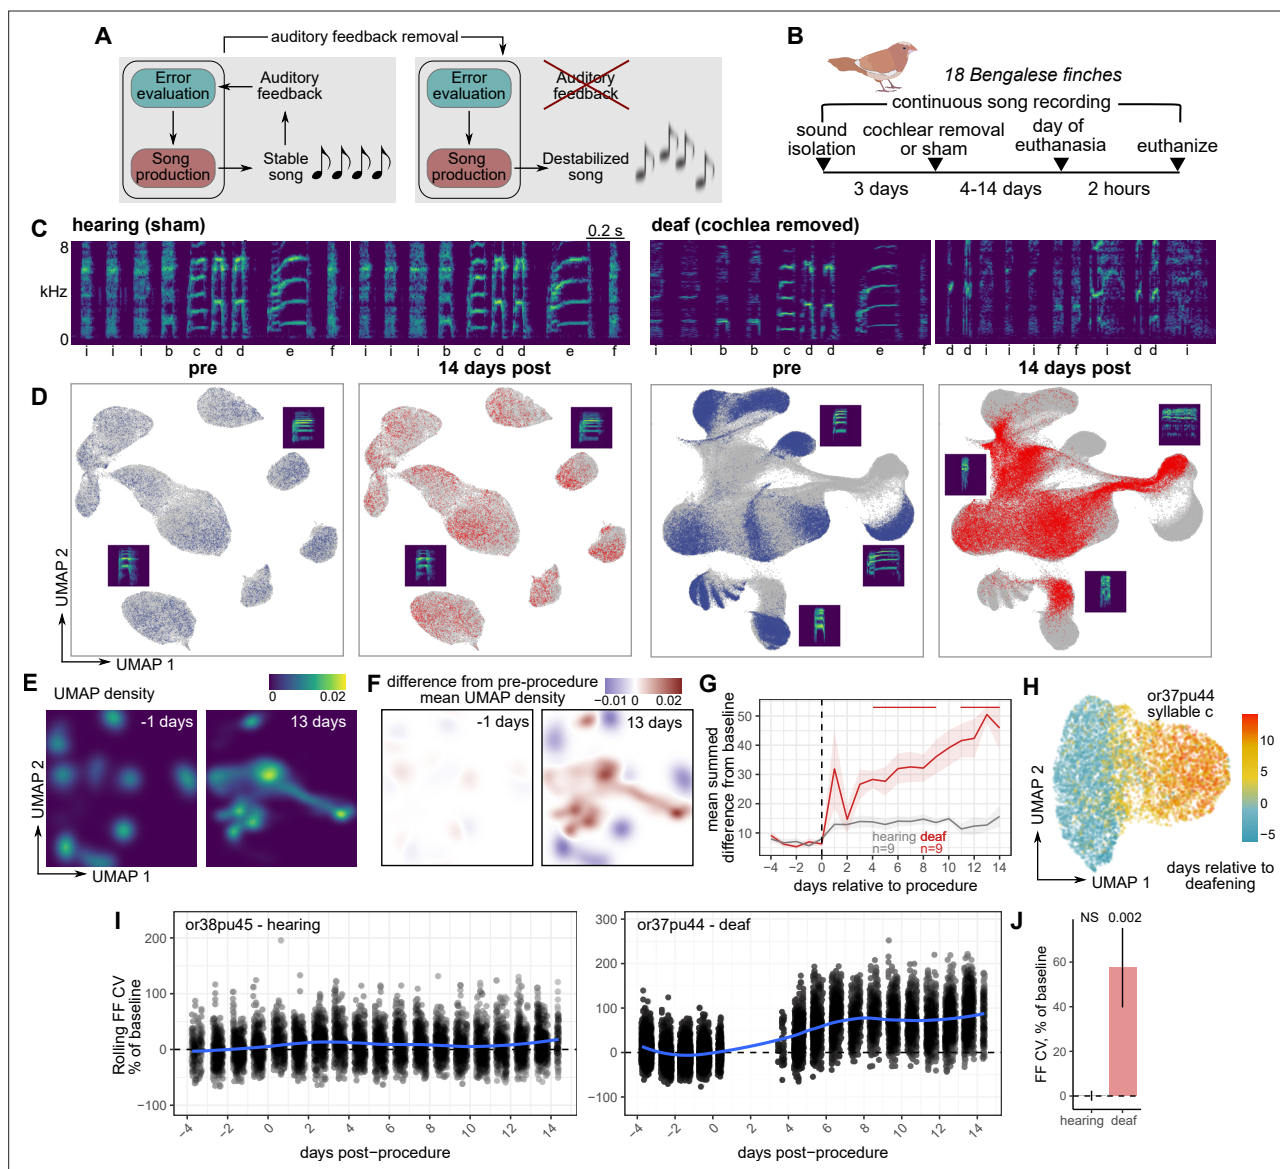 A
auditory feedback removal
Error
evaluation
Auditory
feedback
Song
production
Stable
song
Error
evaluation
Auditory
feedback
Song
production
Destabilized
song
B
18 Bengalese finches
continuous song recording
sound
isolation
cochlear removal
or sham
day of
euthanasia
euthanize
3 days
4-14 days
2 hours
C
hearing (sham)
0.2 s
deaf (cochlea removed)
8
kHz
0
i i i b c d d e f
i i i b c d d e f
i i b b c d d e f
d d i i i f f i d d i
pre
14 days post
pre
14 days post
D
UMAP 2
UMAP 1
E
UMAP density
0 0.02
-1 days
13 days
UMAP 2
UMAP 1
F
difference from pre-procedure
mean UMAP density
−0.01 0 0.02
-1 days
13 days
G
mean summed
difference from baseline
50
40
30
20
10
hearing
n=9
deaf
n=9
−4 −2 0 2 4 6 8 10 12 14
days relative to procedure
H
or37pu44
syllable c
10
5
0
−5
UMAP 2
UMAP 1
days relative to
deafening
I
or38pu45 - hearing
Rolling FF CV
% of baseline
200
100
0
−100
−4 −2 0 2 4 6 8 10 12 14
days post−procedure
or37pu44 - deaf
300
200
100
0
−100
−4 −2 0 2 4 6 8 10 12 14
days post−procedure
J
NS 0.002
FF CV, % of baseline
60
40
20
0
hearing deaf